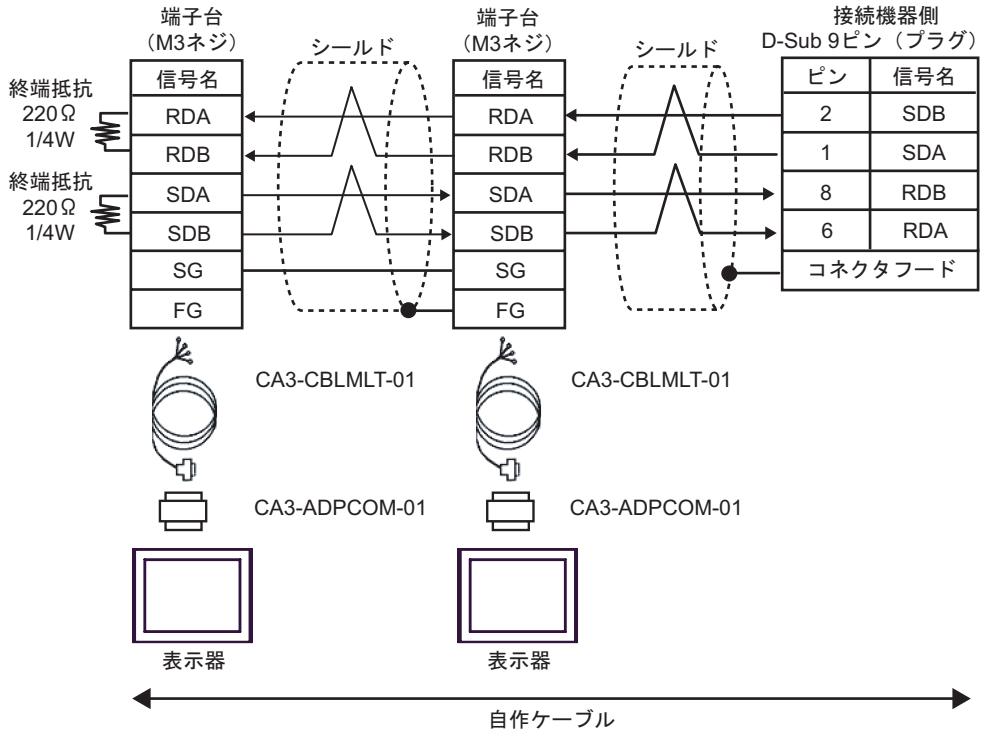 端子台
（M3ネジ）
信号名
RDA
RDB
SDA
SDB
SG
FG
終端抵抗
220Ω
1/4W
終端抵抗
220Ω
1/4W
シールド
端子台
（M3ネジ）
信号名
RDA
RDB
SDA
SDB
SG
FG
シールド
接続機器側
D-Sub 9ピン（プラグ）
ピン 信号名
2 SDB
1 SDA
8 RDB
6 RDA
コネクタフード
CA3-CBLMLT-01
CA3-CBLMLT-01
CA3-ADPCOM-01
CA3-ADPCOM-01
表示器
表示器
自作ケーブル